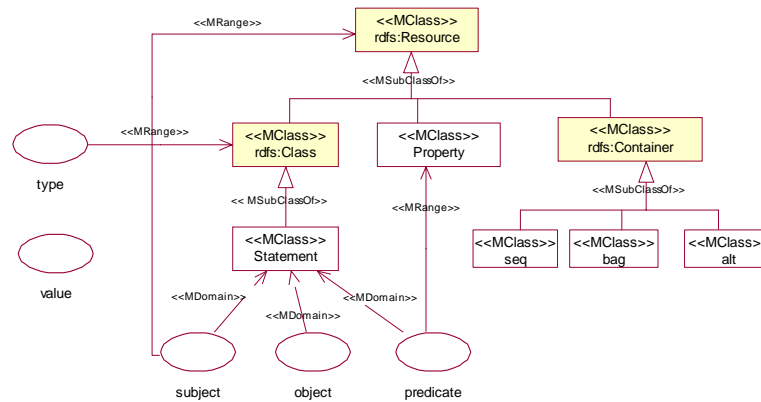 <<MRange>>
<<MClass>>
rdfs:Resource
<<MSubClassOf>>
<<MRange>>
<<MClass>>
rdfs:Class
<<MClass>>
Property
<<MClass>>
rdfs:Container
type
<< MSubClassOf>>
<<MRange>>
<<MSubClassOf>>
<<MClass>>
Statement
<<MClass>>
seq
<<MClass>>
bag
<<MClass>>
alt
value
<<MDomain>>
<<MDomain>>
<<MDomain>>
subject
object
predicate